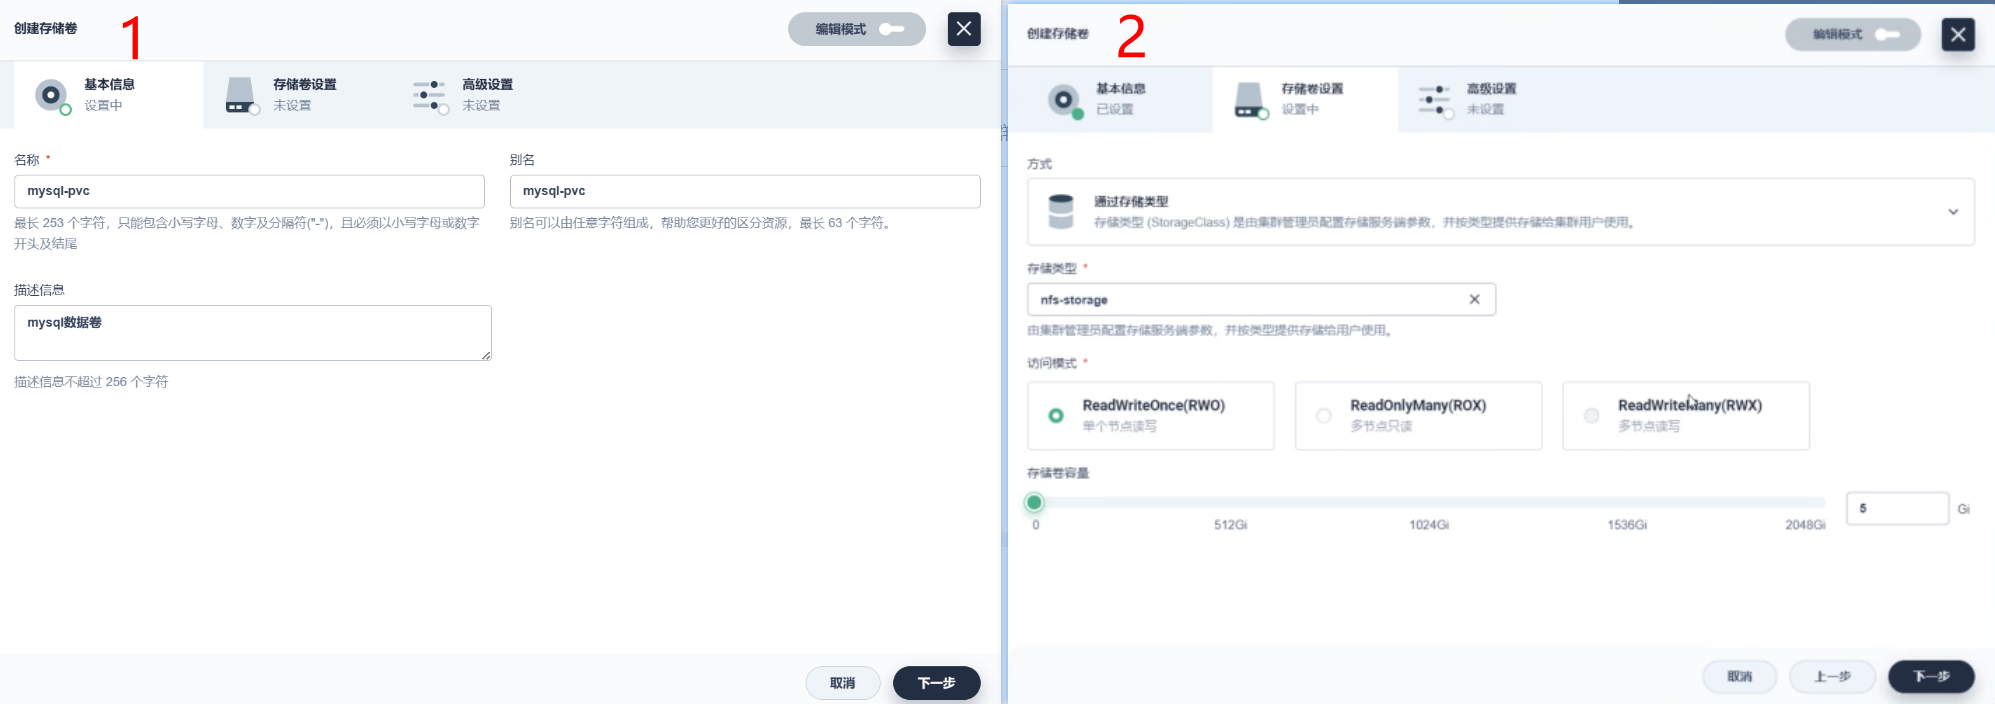 创建存储卷
1
编辑模式
基本信息
设置中
存储卷设置
未设置
高级设置
未设置
名称 *
mysql-pvc
最长 253 个字符，只能包含小写字母、数字及分隔符("-")，且必须以小写字母或数字
开头及结尾
别名
mysql-pvc
别名可以由任意字符组成，帮助您更好的区分资源，最长 63 个字符。
描述信息
mysql数据卷
描述信息不超过 256 个字符
取消
下一步
创建存储卷
2
编辑模式
基本信息
已设置
存储卷设置
设置中
高级设置
未设置
方式
通过存储类型
存储类型 (StorageClass) 是由集群管理员配置存储服务端参数，并按类型提供存储给集群用户使用。
存储类型 *
nfs-storage
由集群管理员配置存储服务端参数，并按类型提供存储给用户使用。
访问模式 *
ReadWriteOnce(RWO)
单个节点读写
ReadOnlyMany(ROX)
多节点只读
ReadWriteMany(RWX)
多节点读写
存储卷容量
0
512Gi
1024Gi
1536Gi
2048Gi
5
Gi
取消
上一步
下一步